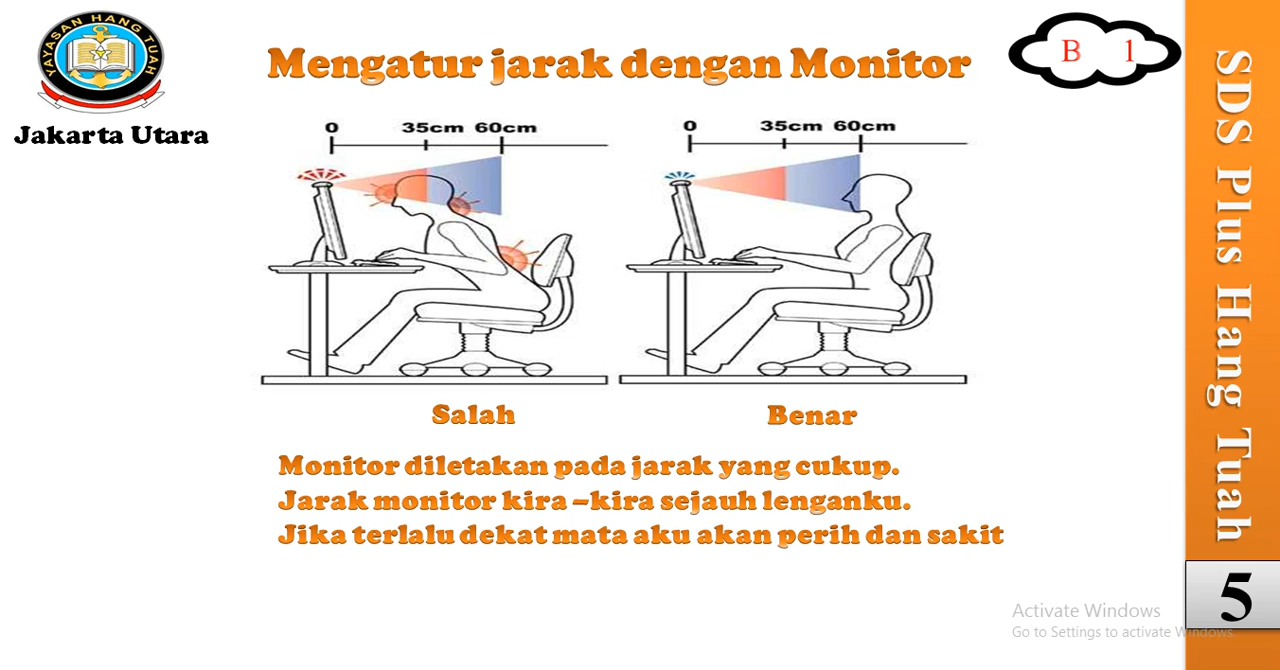 YAYASAN HANG TUAH
Jakarta Utara
Mengatur jarak dengan Monitor
B 1
0 35cm 60cm
0 35cm 60cm
Salah
Benar
Monitor diletakan pada jarak yang cukup.
Jarak monitor kira –kira sejauh lenganku.
Jika terlalu dekat mata aku akan perih dan sakit
SDS Plus Hang Tuah
5
Activate Windows
Go to Settings to activate Windows.